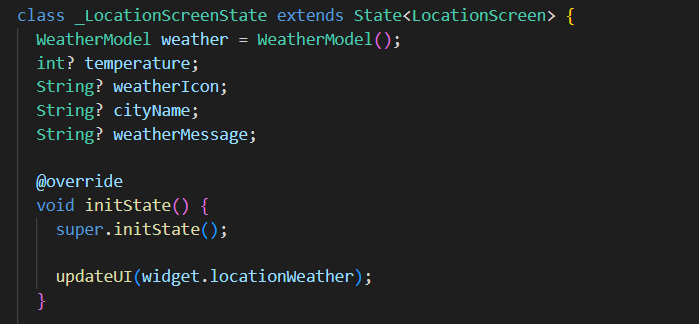 class _LocationScreenState extends State<LocationScreen> {
WeatherModel weather = WeatherModel();
int? temperature;
String? weatherIcon;
String? cityName;
String? weatherMessage;
@override
void initState() {
super.initState();
updateUI(widget.locationWeather);
}